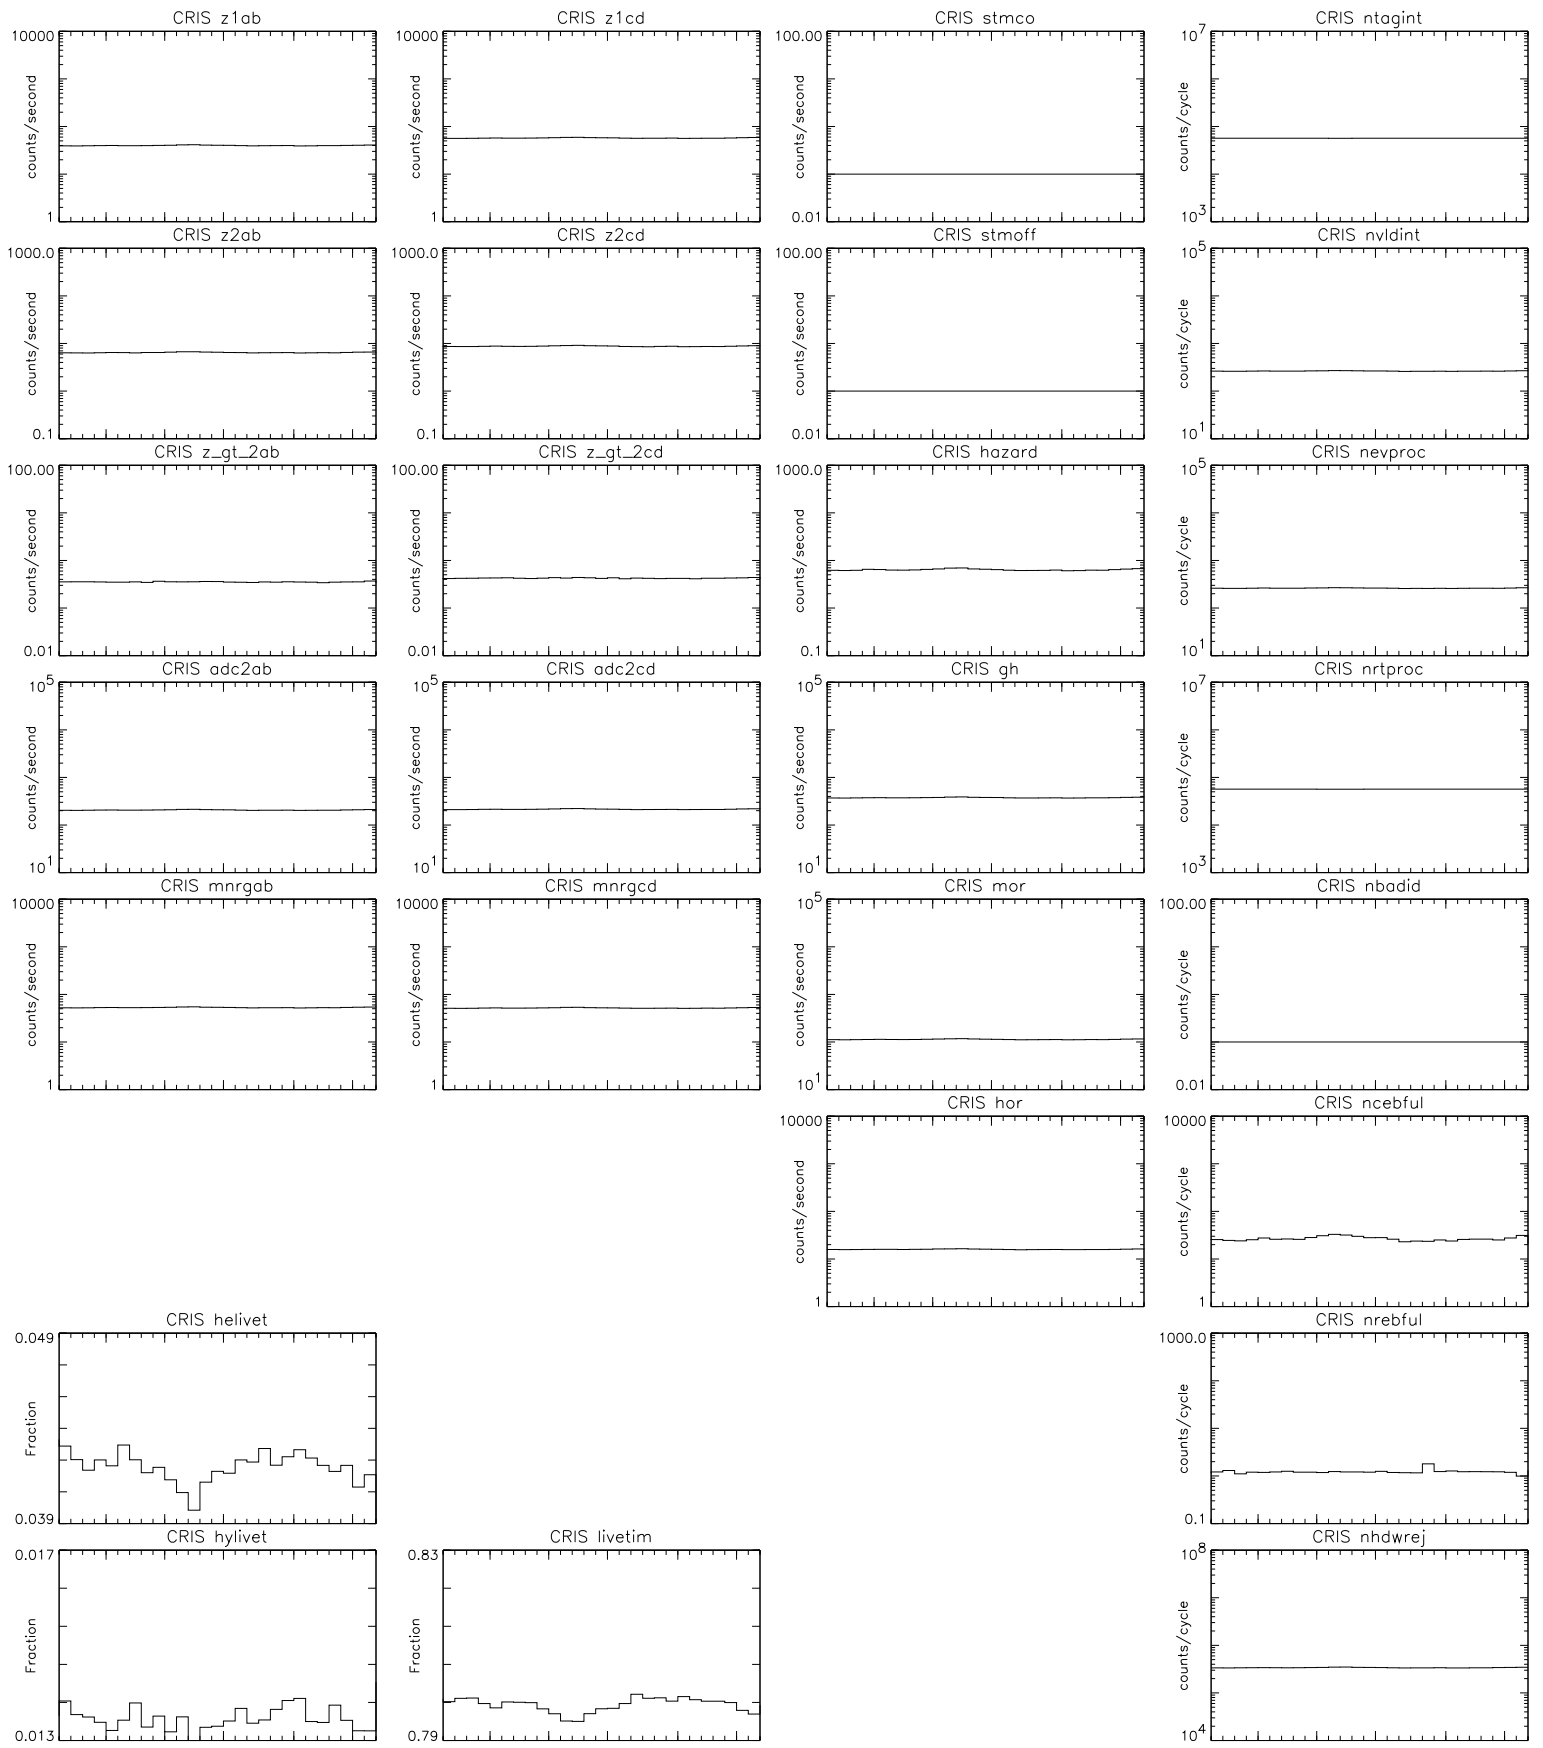 CRIS z1ab
CRIS z1cd
CRIS stmco
CRIS ntagint
10000
counts/second
1
10000
counts/second
1
100.00
counts/second
0.01
10^7
counts/cycle
10^3
CRIS z2ab
CRIS z2cd
CRIS stmoff
CRIS nvldint
1000.0
counts/second
0.1
1000.0
counts/second
0.1
100.00
counts/second
0.01
10^5
counts/cycle
10^1
CRIS z_gt_2ab
CRIS z_gt_2cd
CRIS hazard
CRIS nevproc
100.00
counts/second
0.01
100.00
counts/second
0.01
1000.0
counts/second
0.1
10^5
counts/cycle
10^1
CRIS adc2ab
CRIS adc2cd
CRIS gh
CRIS nrtproc
10^5
counts/second
10^1
10^5
counts/second
10^1
10^5
counts/second
10^1
10^7
counts/cycle
10^3
CRIS mnrgab
CRIS mnrgcd
CRIS mor
CRIS nbadid
10000
counts/second
1
10000
counts/second
1
10^5
counts/second
10^1
100.00
counts/cycle
0.01
CRIS hor
CRIS ncebful
10000
counts/second
1
10000
counts/cycle
1
CRIS helivet
CRIS nrebful
0.049
Fraction
0.039
1000.0
counts/cycle
0.1
CRIS hylivet
CRIS livetim
CRIS nhdwrej
0.017
Fraction
0.013
0.83
Fraction
0.79
10^8
counts/cycle
10^4